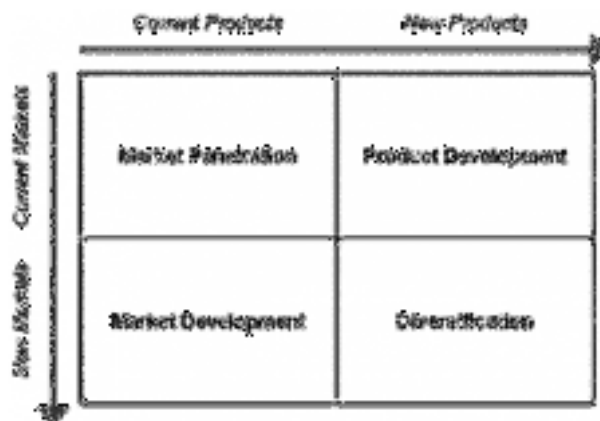 Current Products New Products
Current Markets
Market Penetration Product Development
New Markets
Market Development Diversification